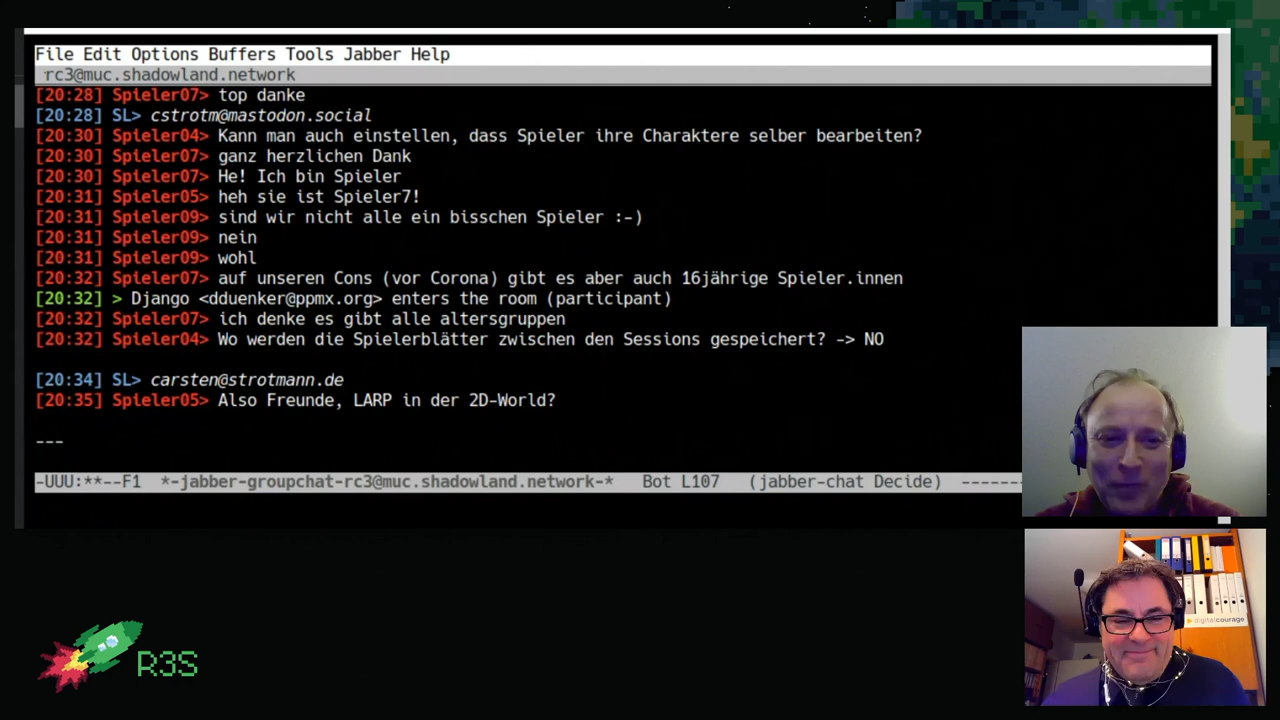 File Edit Options Buffers Tools Jabber Help
rc3@muc.shadowland.network
[20:28] Spieler07> top danke
[20:28] SL> cstrotm@mastodon.social
[20:30] Spieler04> Kann man auch einstellen, dass Spieler ihre Charaktere selber bearbeiten?
[20:30] Spieler07> ganz herzlichen Dank
[20:30] Spieler07> He! Ich bin Spieler
[20:31] Spieler05> heh sie ist Spieler7!
[20:31] Spieler09> sind wir nicht alle ein bisschen Spieler :-)
[20:31] Spieler09> nein
[20:31] Spieler09> wohl
[20:32] Spieler07> auf unseren Cons (vor Corona) gibt es aber auch 16jährige Spieler.innen
[20:32] > Django <dduenker@ppmx.org> enters the room (participant)
[20:32] Spieler07> ich denke es gibt alle altersgruppen
[20:32] Spieler04> Wo werden die Spielerblätter zwischen den Sessions gespeichert? -> NO
[20:34] SL> carsten@strotmann.de
[20:35] Spieler05> Also Freunde, LARP in der 2D-World?
---
-UUU:**--F1 *-jabber-groupchat-rc3@muc.shadowland.network-* Bot L107 (jabber-chat Decide) -------
digitalcourage
R3S